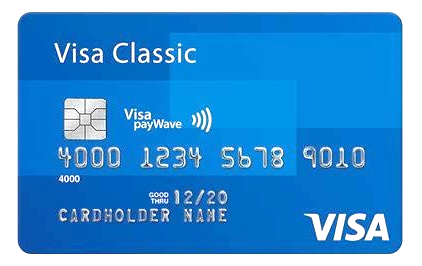 Visa Classic
Visa
payWave
4000 1234 5678 9010
4000
GOOD THRU 12/20
CARDHOLDER NAME
VISA